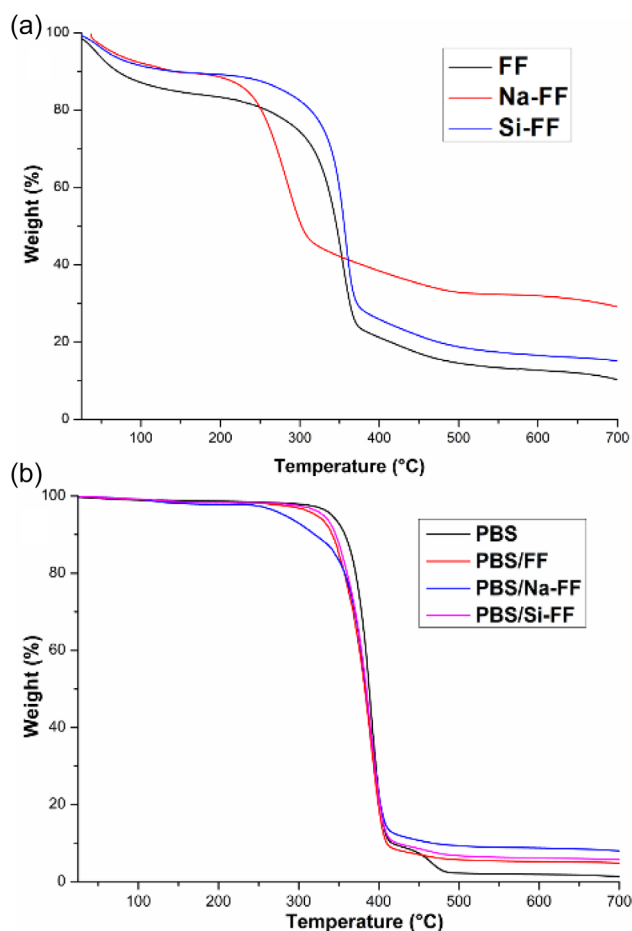 (a)
FF
Na-FF
Si-FF
Weight (%)
100
80
60
40
20
0
100 200 300 400 500 600 700
Temperature (°C)
(b)
PBS
PBS/FF
PBS/Na-FF
PBS/Si-FF
Weight (%)
100
80
60
40
20
0
100 200 300 400 500 600 700
Temperature (°C)